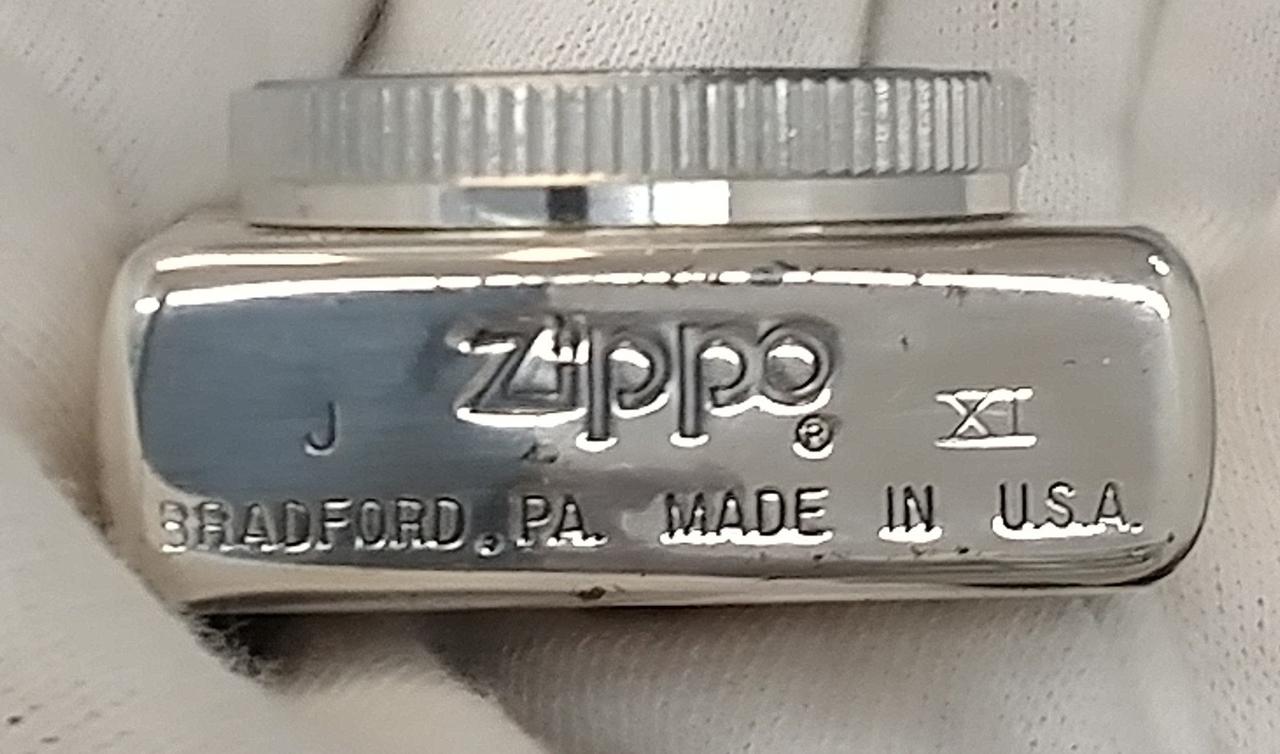 Zippo®
J XI
BRADFORD, PA. MADE IN U.S.A.